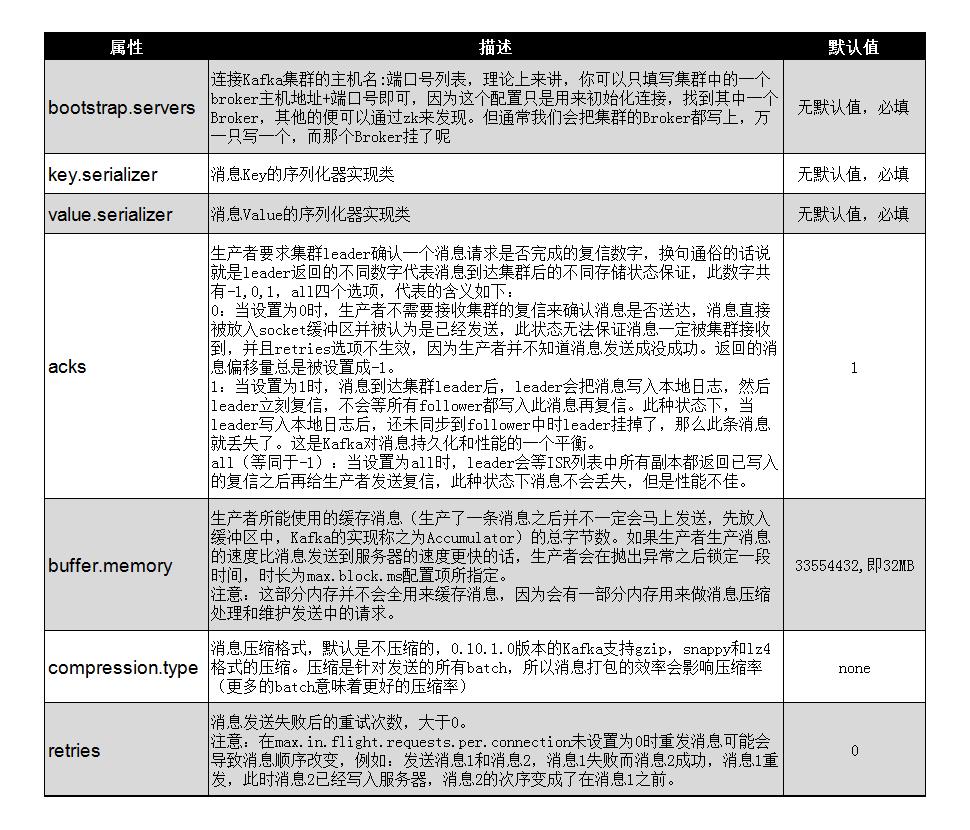 属性 描述 默认值
连接Kafka集群的主机名:端口号列表，理论上来讲，你可以只填写集群中的一个
broker主机地址+端口号即可，因为这个配置只是用来初始化连接，找到其中一个
Broker，其他的便可以通过zk来发现。但通常我们会把集群的Broker都写上，万
一只写一个，而那个Broker挂了呢
bootstrap.servers
无默认值，必填
key.serializer 消息Key的序列化器实现类 无默认值，必填
value.serializer 消息Value的序列化器实现类 无默认值，必填
生产者要求集群leader确认一个消息请求是否完成的复信数字，换句通俗的话说
就是leader返回的不同数字代表消息到达集群后的不同存储状态保证，此数字共
有-1,0,1，all四个选项，代表的含义如下：
0：当设置为0时，生产者不需要接收集群的复信来确认消息是否送达，消息直接
被放入socket缓冲区并被认为是已经发送，此状态无法保证消息一定被集群接收
到，并且retries选项不生效，因为生产者并不知道消息发送成没成功。返回的消
息偏移量总是被设置成-1。
1：当设置为1时，消息到达集群leader后，leader会把消息写入本地日志，然后
leader立刻复信，不会等所有follower都写入此消息再复信。此种状态下，当
leader写入本地日志后，还未同步到follower中时leader挂掉了，那么此条消息
就丢失了。这是Kafka对消息持久化和性能的一个平衡。
all（等同于-1）：当设置为all时，leader会等ISR列表中所有副本都返回已写入
的复信之后再给生产者发送复信，此种状态下消息不会丢失，但是性能不佳。
acks
1
生产者所能使用的缓存消息（生产了一条消息之后并不一定会马上发送，先放入
缓冲区中，Kafka的实现称之为Accumulator）的总字节数。如果生产者生产消息
的速度比消息发送到服务器的速度更快的话，生产者会在抛出异常之后锁定一段
时间，时长为max.block.ms配置项所指定。
注意：这部分内存并不会全用来缓存消息，因为会有一部分内存用来做消息压缩
处理和维护发送中的请求。
buffer.memory
33554432,即32MB
消息压缩格式，默认是不压缩的，0.10.1.0版本的Kafka支持gzip，snappy和lz4
格式的压缩。压缩是针对发送的所有batch，所以消息打包的效率会影响压缩率
（更多的batch意味着更好的压缩率）
compression.type
none
消息发送失败后的重试次数，大于0。
注意：在max.in.flight.requests.per.connection未设置为0时重发消息可能会
导致消息顺序改变，例如：发送消息1和消息2，消息1失败而消息2成功，消息1重
发，此时消息2已经写入服务器，消息2的次序变成了在消息1之前。
retries
0